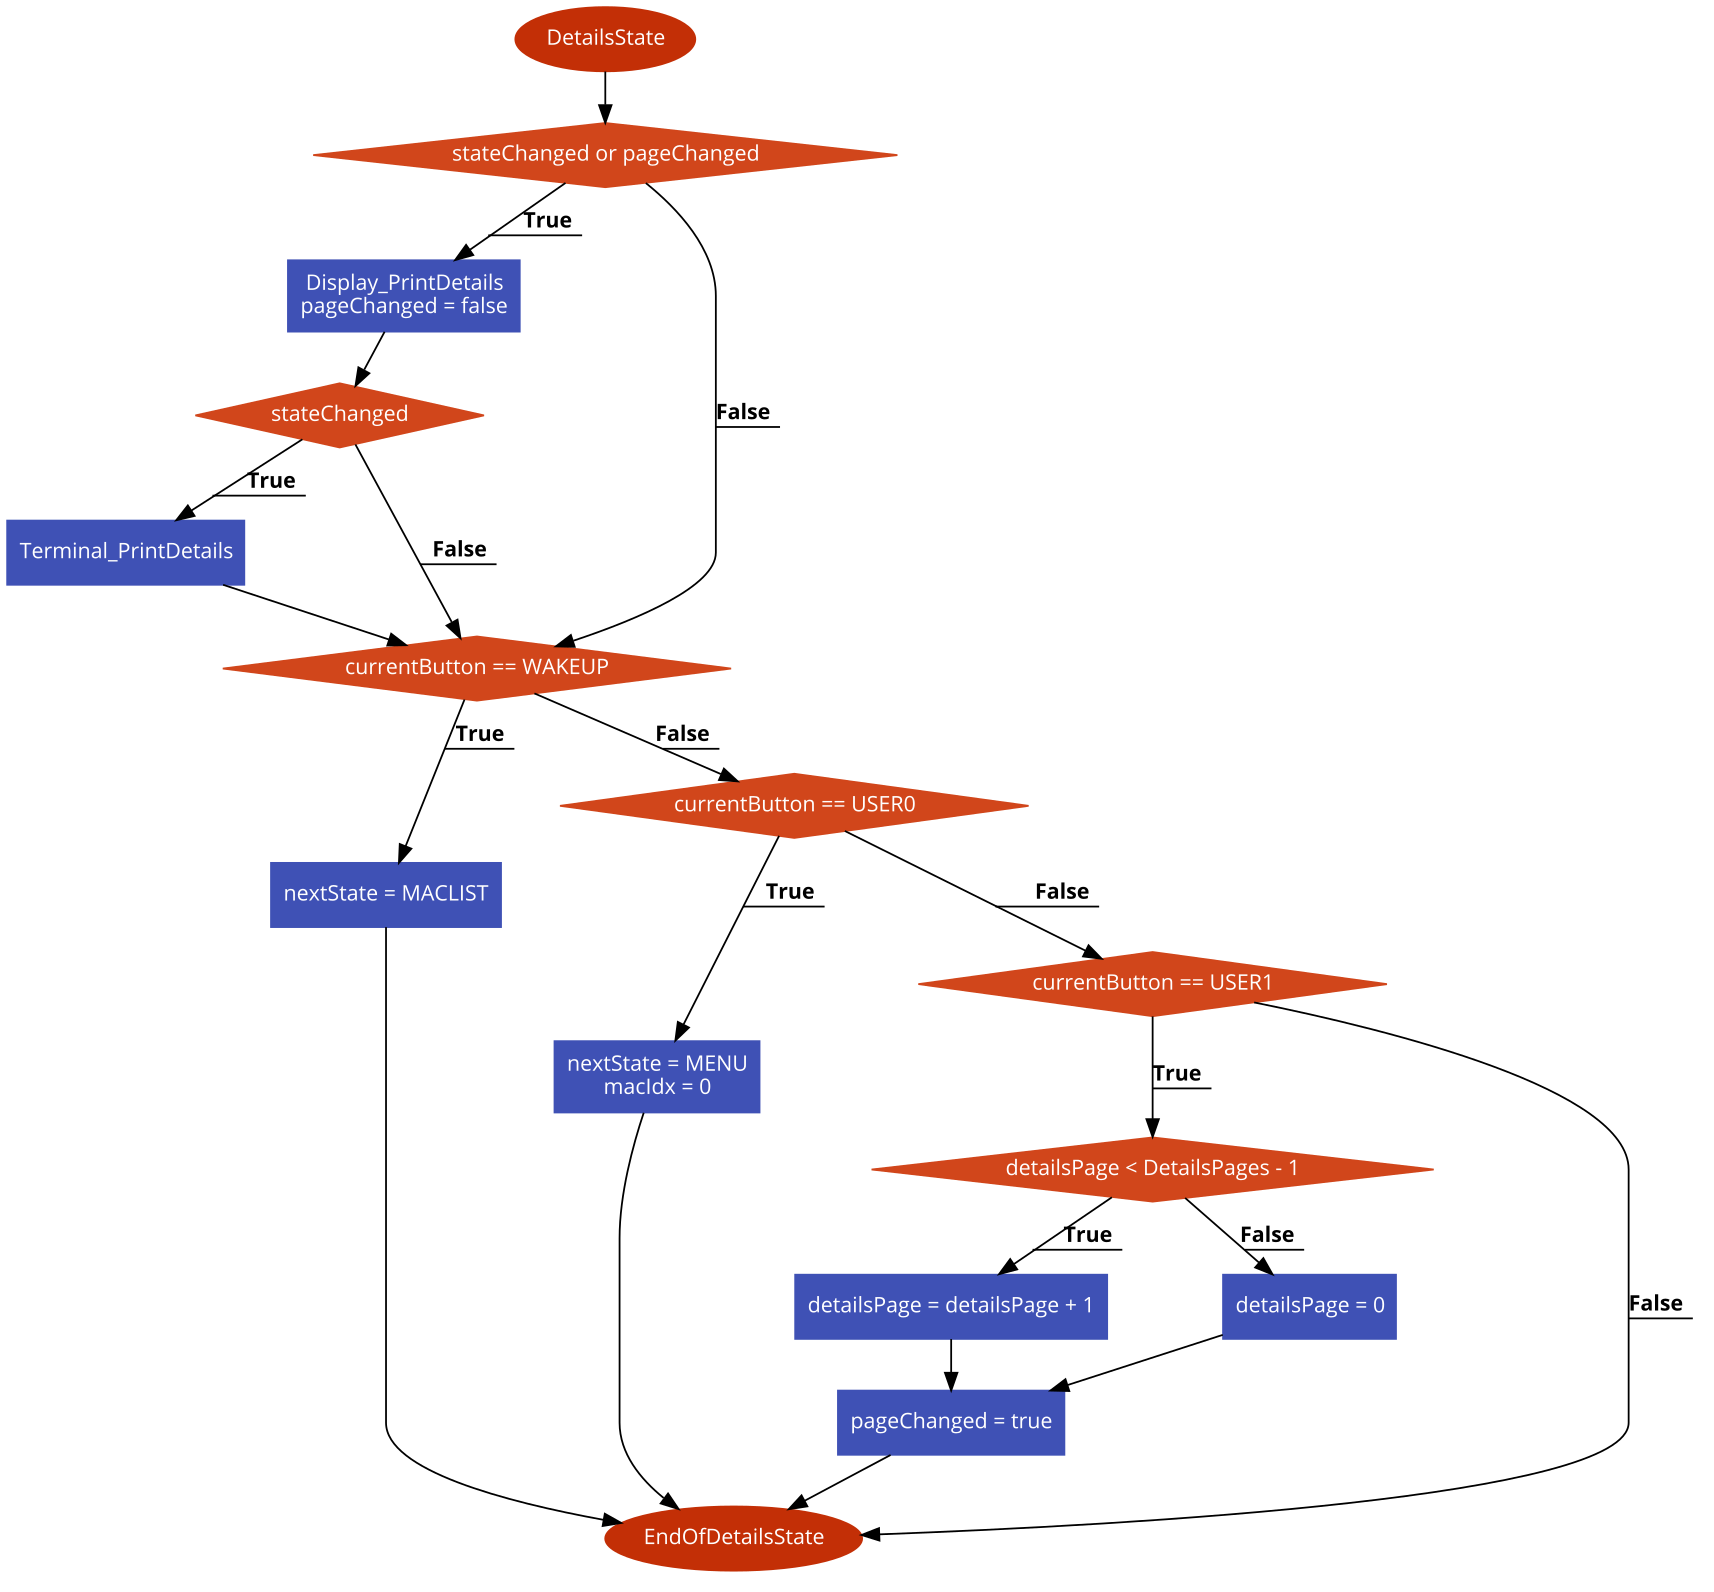 DetailsState
stateChanged or pageChanged
True
Display_PrintDetails
pageChanged = false
stateChanged
False
True
Terminal_PrintDetails
False
currentButton == WAKEUP
True
False
currentButton == USER0
nextState = MACLIST
True
False
currentButton == USER1
nextState = MENU
macIdx = 0
True
detailsPage < DetailsPages - 1
True
False
detailsPage = detailsPage + 1
detailsPage = 0
False
pageChanged = true
EndOfDetailsState